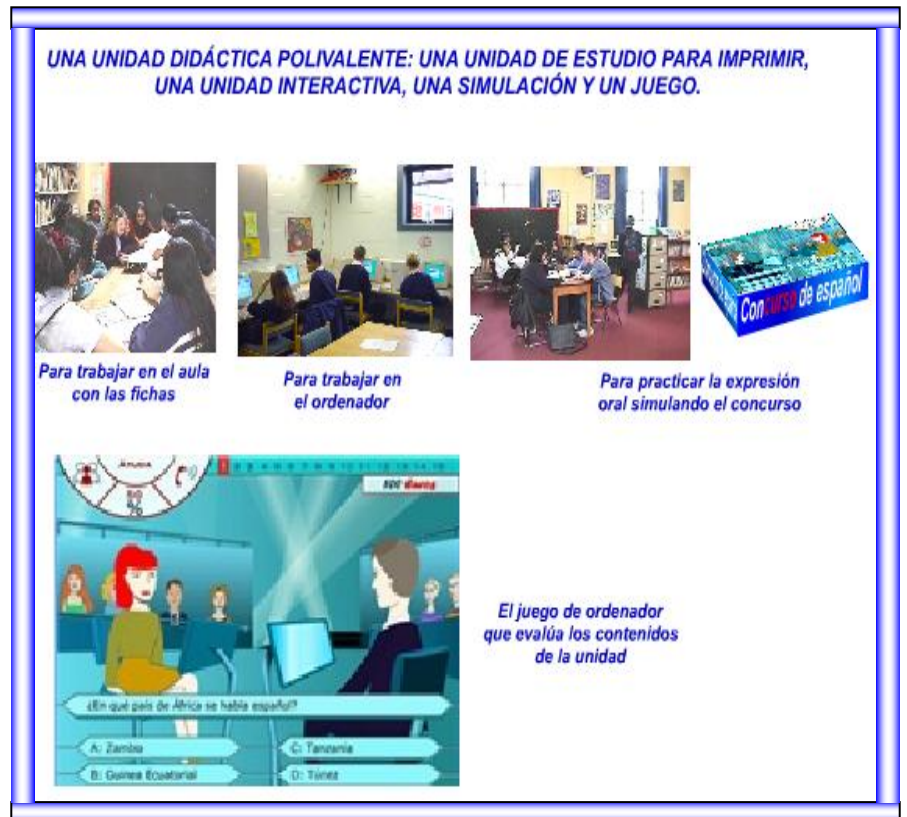 UNA UNIDAD DIDÁCTICA POLIVALENTE: UNA UNIDAD DE ESTUDIO PARA IMPRIMIR,
UNA UNIDAD INTERACTIVA, UNA SIMULACIÓN Y UN JUEGO.
Concurso de español
Para trabajar en el aula
con las fichas
Para trabajar en
el ordenador
Para practicar la expresión
oral simulando el concurso
AYUDA
50
%
¿En qué país de África se habla español?
A: Zambia
C: Tanzania
B: Guinea Ecuatorial
D: Túnez
El juego de ordenador
que evalúa los contenidos
de la unidad